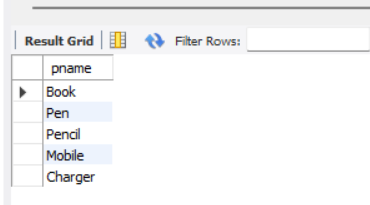 Result Grid Filter Rows:
pname
Book
Pen
Pencil
Mobile
Charger